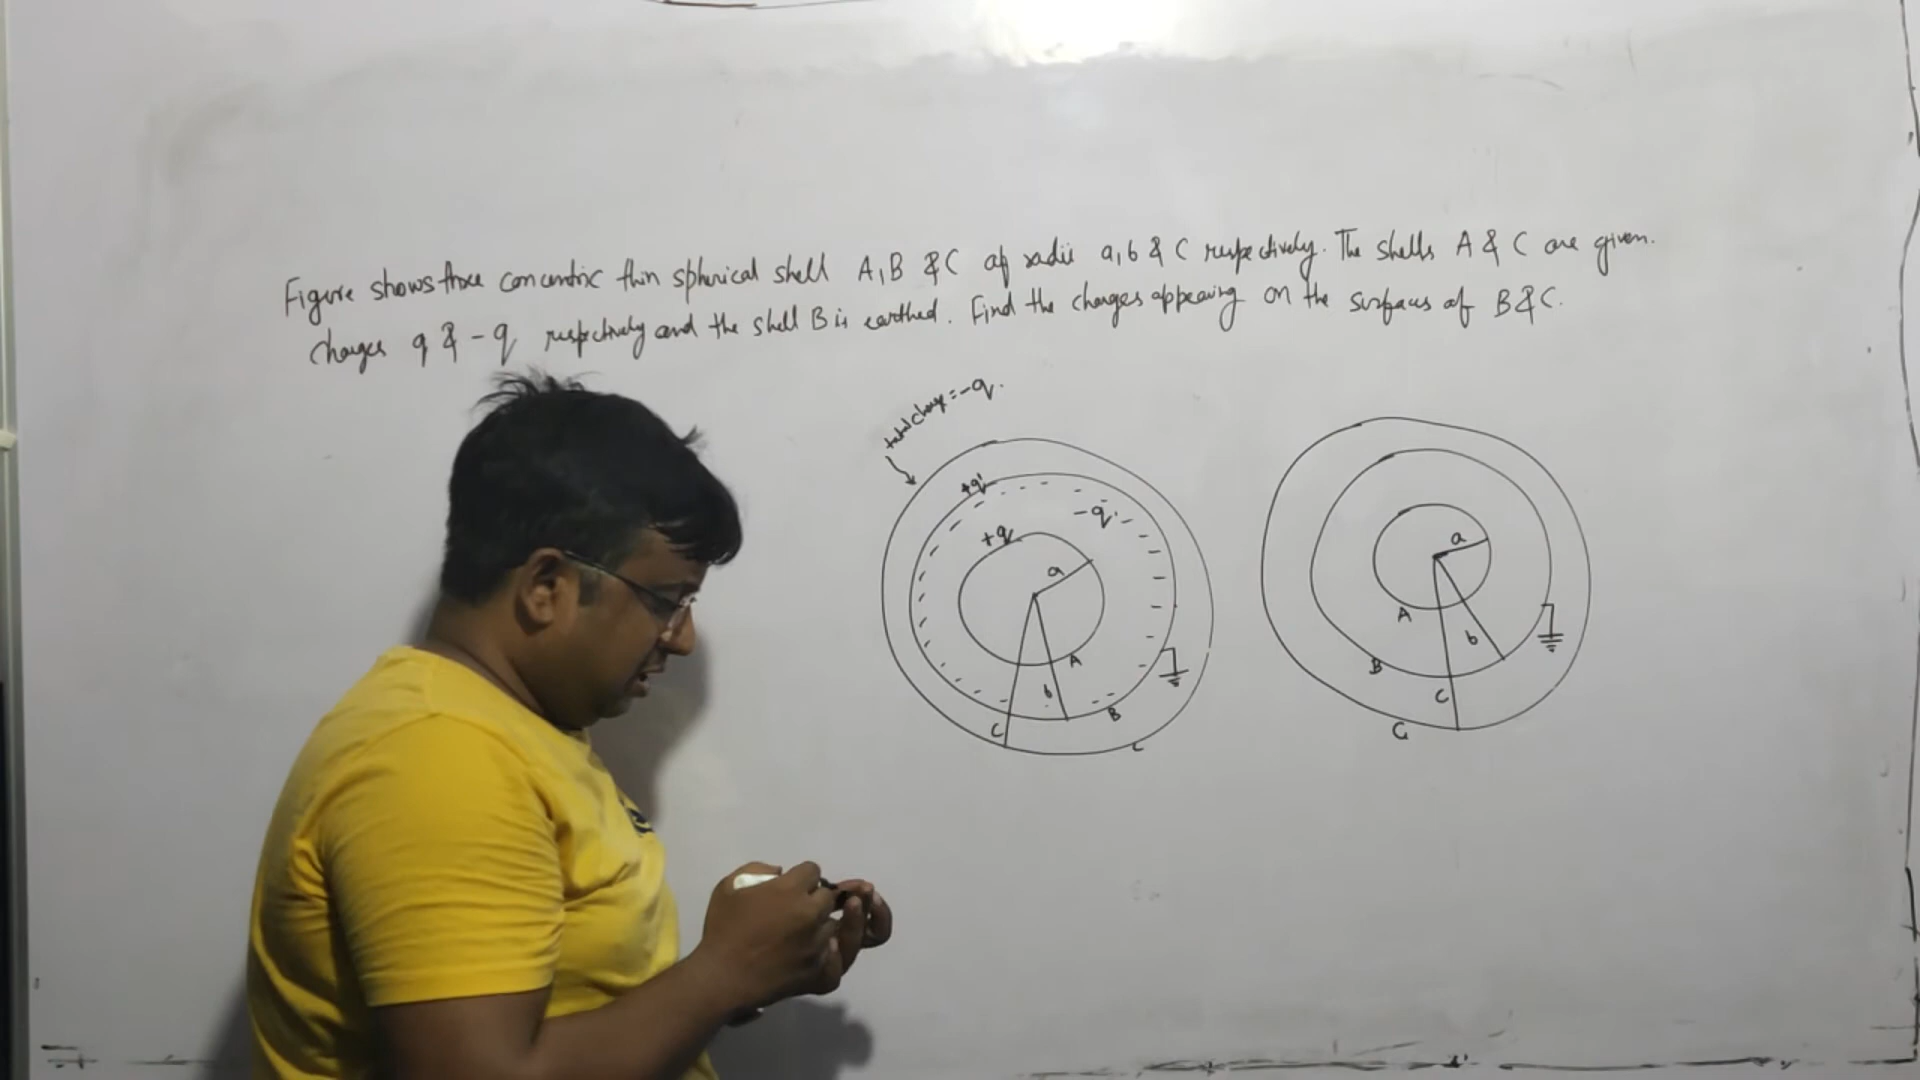 Figure shows three concentric thin spherical shell A, B & C of radii a, b & C respectively. The shells A & C are given.
charges q & -q respectively and the shell B is earthed. Find the charges appearing on the surfaces of B & C.
total charge = -q.
+q'
-q'
+q
a
A
b
B
C
C
a
A
b
B
C
C